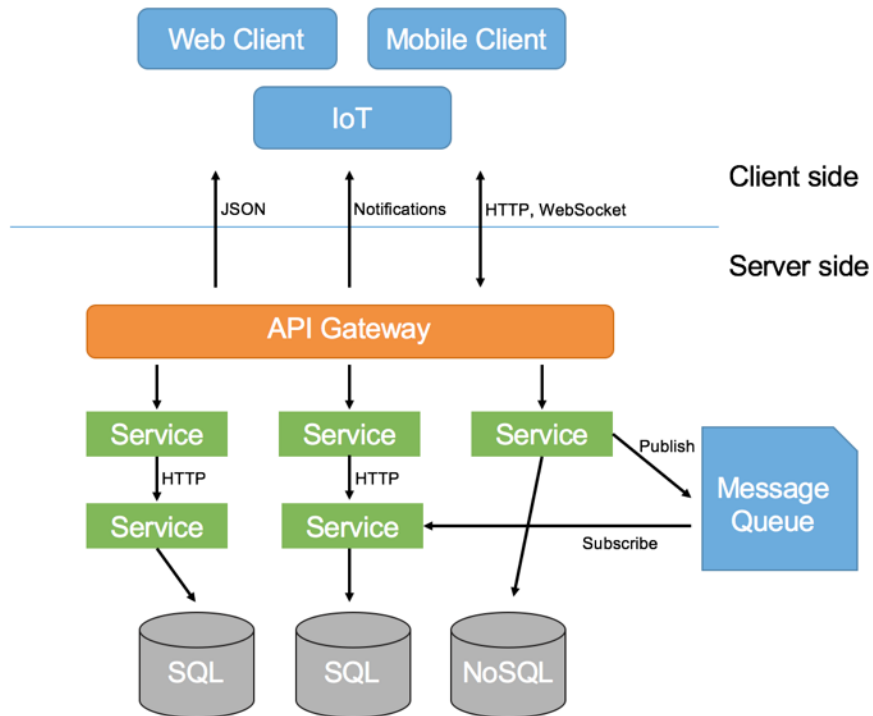 Web Client
Mobile Client
IoT
Client side
JSON
Notifications
HTTP, WebSocket
Server side
API Gateway
Service
Service
Service
Publish
HTTP
HTTP
Message
Queue
Service
Service
Subscribe
SQL
SQL
NoSQL